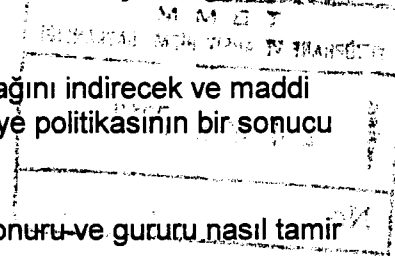 ağını indirecek ve maddi
ye politikasının bir sonucu
onuru ve gururu nasıl tamir